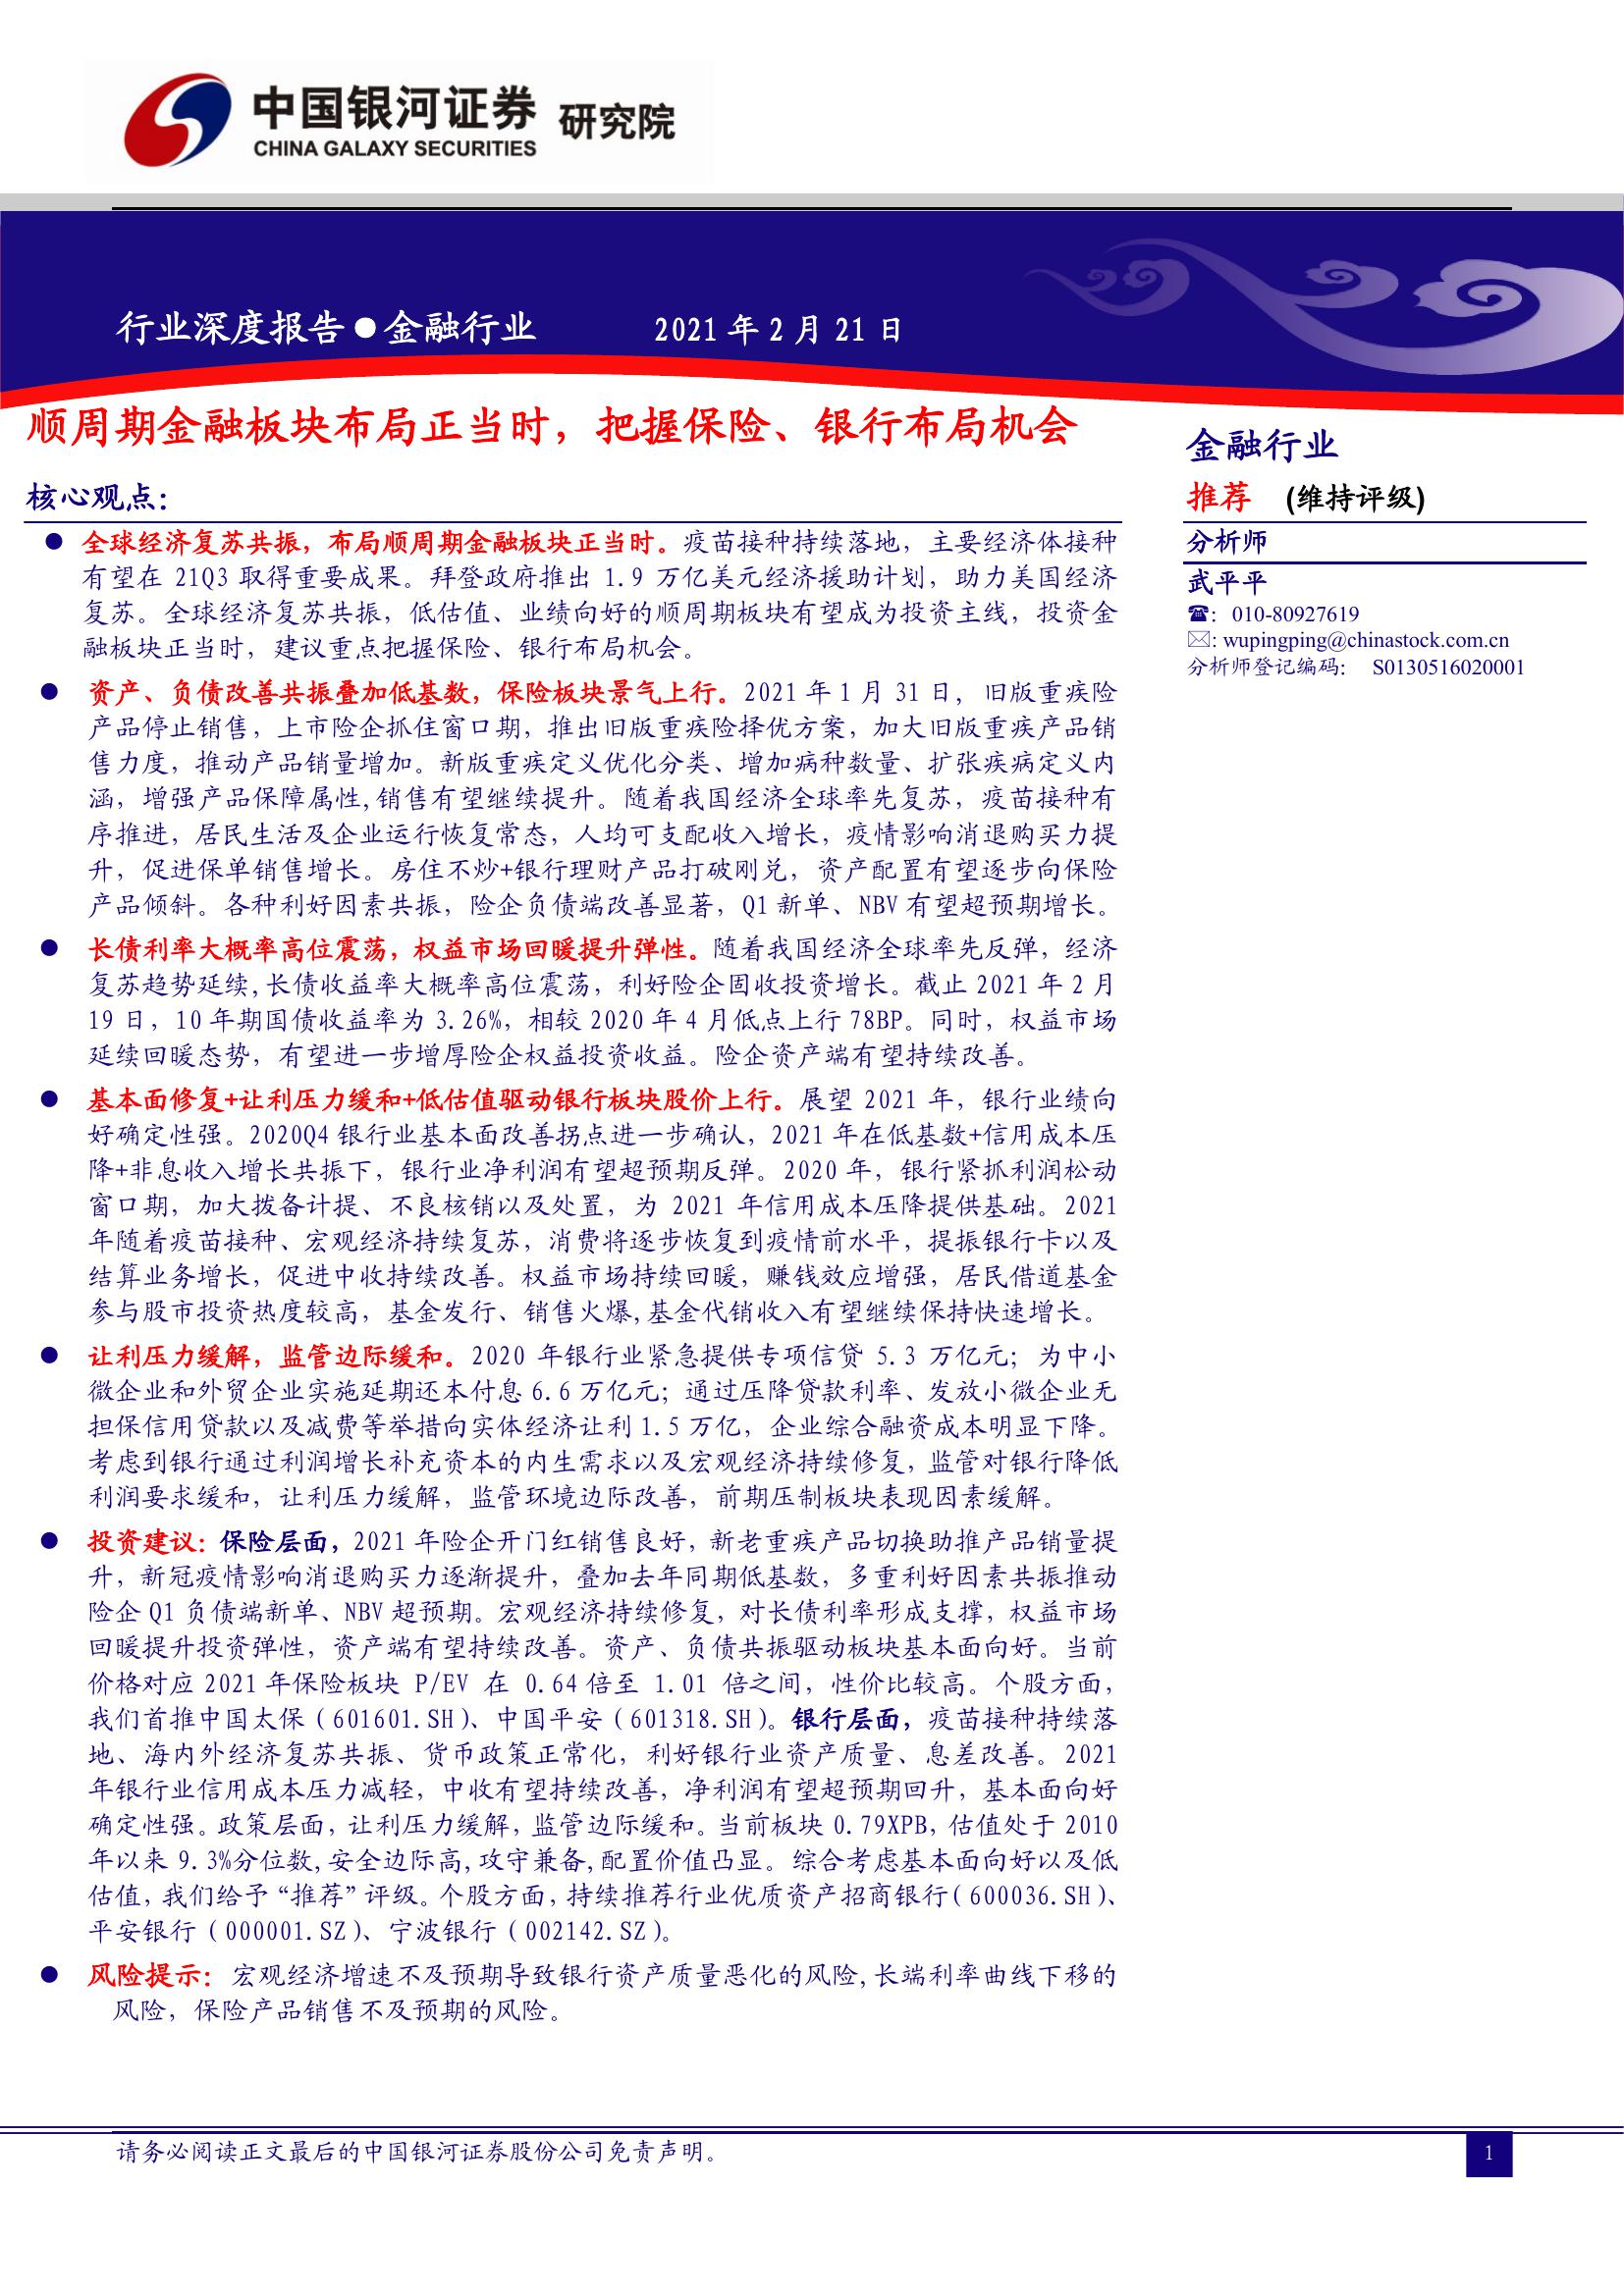 中国银河证券 研究院
CHINA GALAXY SECURITIES
行业深度报告●金融行业 2021 年 2 月 21 日
顺周期金融板块布局正当时，把握保险、银行布局机会
核心观点：
● 全球经济复苏共振，布局顺周期金融板块正当时。疫苗接种持续落地，主要经济体接种
有望在 21Q3 取得重要成果。拜登政府推出 1.9 万亿美元经济援助计划，助力美国经济
复苏。全球经济复苏共振，低估值、业绩向好的顺周期板块有望成为投资主线，投资金
融板块正当时，建议重点把握保险、银行布局机会。
● 资产、负债改善共振叠加低基数，保险板块景气上行。2021 年 1 月 31 日，旧版重疾险
产品停止销售，上市险企抓住窗口期，推出旧版重疾险择优方案，加大旧版重疾产品销
售力度，推动产品销量增加。新版重疾定义优化分类、增加病种数量、扩张疾病定义内
涵，增强产品保障属性,销售有望继续提升。随着我国经济全球率先复苏，疫苗接种有
序推进，居民生活及企业运行恢复常态，人均可支配收入增长，疫情影响消退购买力提
升，促进保单销售增长。房住不炒+银行理财产品打破刚兑，资产配置有望逐步向保险
产品倾斜。各种利好因素共振，险企负债端改善显著，Q1 新单、NBV 有望超预期增长。
● 长债利率大概率高位震荡，权益市场回暖提升弹性。随着我国经济全球率先反弹，经济
复苏趋势延续,长债收益率大概率高位震荡，利好险企固收投资增长。截止 2021 年 2 月
19 日，10 年期国债收益率为 3.26%，相较 2020 年 4 月低点上行 78BP。同时，权益市场
延续回暖态势，有望进一步增厚险企权益投资收益。险企资产端有望持续改善。
● 基本面修复+让利压力缓和+低估值驱动银行板块股价上行。展望 2021 年，银行业绩向
好确定性强。2020Q4 银行业基本面改善拐点进一步确认，2021 年在低基数+信用成本压
降+非息收入增长共振下，银行业净利润有望超预期反弹。2020 年，银行紧抓利润松动
窗口期，加大拨备计提、不良核销以及处置，为 2021 年信用成本压降提供基础。2021
年随着疫苗接种、宏观经济持续复苏，消费将逐步恢复到疫情前水平，提振银行卡以及
结算业务增长，促进中收持续改善。权益市场持续回暖，赚钱效应增强，居民借道基金
参与股市投资热度较高，基金发行、销售火爆,基金代销收入有望继续保持快速增长。
● 让利压力缓解，监管边际缓和。2020 年银行业紧急提供专项信贷 5.3 万亿元；为中小
微企业和外贸企业实施延期还本付息 6.6 万亿元；通过压降贷款利率、发放小微企业无
担保信用贷款以及减费等举措向实体经济让利 1.5 万亿，企业综合融资成本明显下降。
考虑到银行通过利润增长补充资本的内生需求以及宏观经济持续修复，监管对银行降低
利润要求缓和，让利压力缓解，监管环境边际改善，前期压制板块表现因素缓解。
● 投资建议：保险层面，2021 年险企开门红销售良好，新老重疾产品切换助推产品销量提
升，新冠疫情影响消退购买力逐渐提升，叠加去年同期低基数，多重利好因素共振推动
险企 Q1 负债端新单、NBV 超预期。宏观经济持续修复，对长债利率形成支撑，权益市场
回暖提升投资弹性，资产端有望持续改善。资产、负债共振驱动板块基本面向好。当前
价格对应 2021 年保险板块 P/EV 在 0.64 倍至 1.01 倍之间，性价比较高。个股方面，
我们首推中国太保（601601.SH）、中国平安（601318.SH）。银行层面，疫苗接种持续落
地、海内外经济复苏共振、货币政策正常化，利好银行业资产质量、息差改善。2021
年银行业信用成本压力减轻，中收有望持续改善，净利润有望超预期回升，基本面向好
确定性强。政策层面，让利压力缓解，监管边际缓和。当前板块 0.79XPB，估值处于 2010
年以来 9.3%分位数,安全边际高,攻守兼备,配置价值凸显。综合考虑基本面向好以及低
估值，我们给予“推荐”评级。个股方面，持续推荐行业优质资产招商银行（600036.SH）、
平安银行（000001.SZ）、宁波银行（002142.SZ）。
● 风险提示：宏观经济增速不及预期导致银行资产质量恶化的风险,长端利率曲线下移的
风险，保险产品销售不及预期的风险。
金融行业
推荐 (维持评级)
分析师
武平平
☎：010-80927619
✉: wupingping@chinastock.com.cn
分析师登记编码： S0130516020001
请务必阅读正文最后的中国银河证券股份公司免责声明。
1